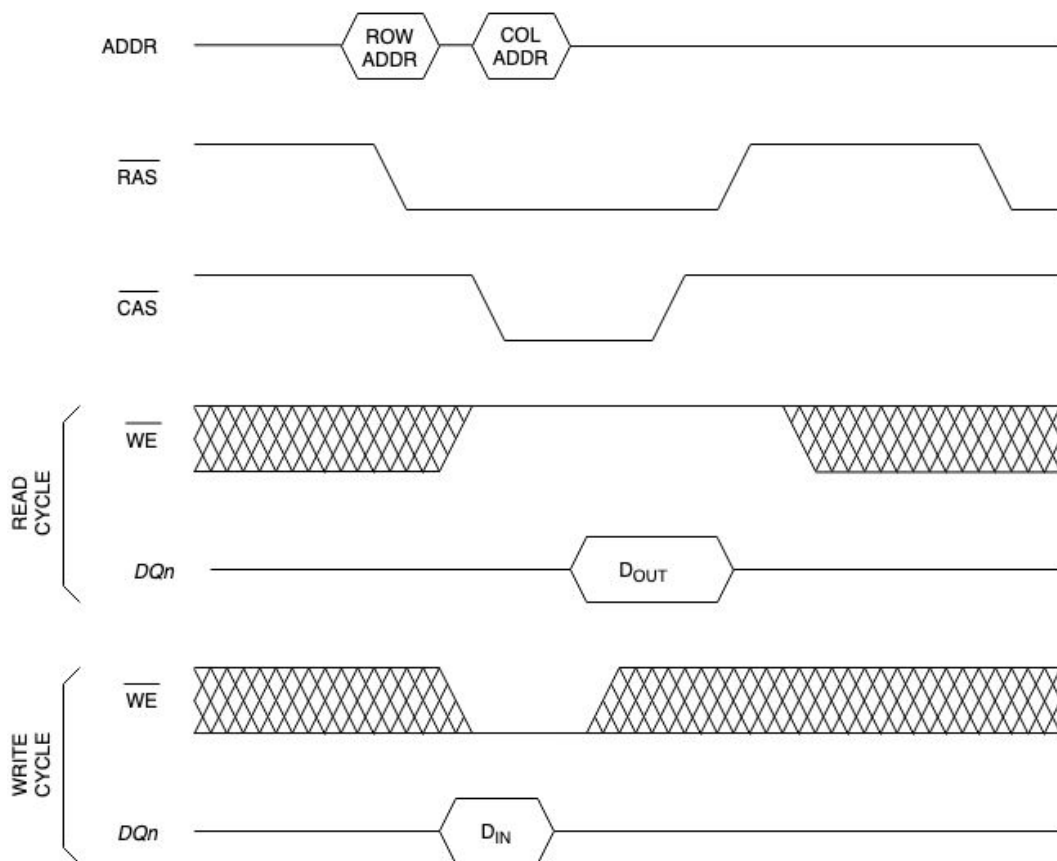 ADDR
ROW
ADDR
COL
ADDR
RAS
CAS
READ
CYCLE
WE
DQn
DOUT
WRITE
CYCLE
WE
DQn
DIN